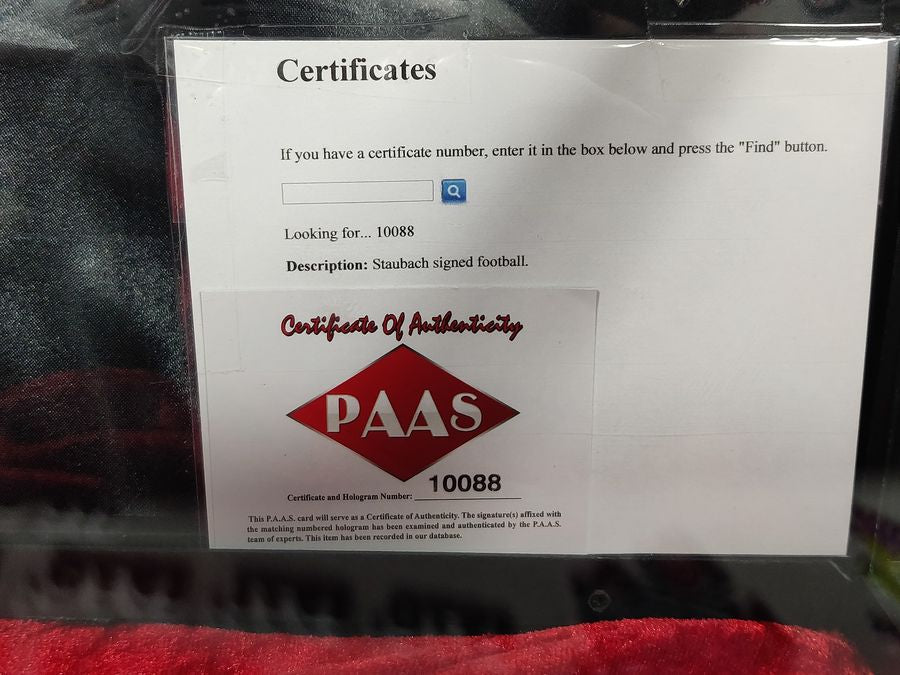 Certificates
If you have a certificate number, enter it in the box below and press the "Find" button.
Looking for... 10088
Description: Staubach signed football.
Certificate Of Authenticity
PAAS
10088
Certificate and Hologram Number:
This P.A.A.S. card will serve as a Certificate of Authenticity. The signature(s) affixed with
the matching numbered hologram has been examined and authenticated by the P.A.A.S.
team of experts. This item has been recorded in our database.